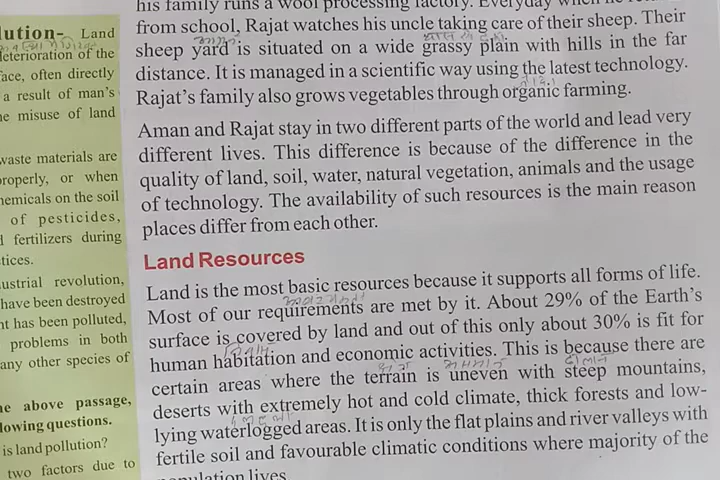 his family runs a wool processing factory. Everyday when he
from school, Rajat watches his uncle taking care of their sheep. Their
sheep yard is situated on a wide grassy plain with hills in the far
distance. It is managed in a scientific way using the latest technology.
Rajat's family also grows vegetables through organic farming.
Aman and Rajat stay in two different parts of the world and lead very
different lives. This difference is because of the difference in the
quality of land, soil, water, natural vegetation, animals and the usage
of technology. The availability of such resources is the main reason
places differ from each other.
Land Resources
Land is the most basic resources because it supports all forms of life.
Most of our requirements are met by it. About 29% of the Earth's
surface is covered by land and out of this only about 30% is fit for
human habitation and economic activities. This is because there are
certain areas where the terrain is uneven with steep mountains,
deserts with extremely hot and cold climate, thick forests and low-
lying waterlogged areas. It is only the flat plains and river valleys with
fertile soil and favourable climatic conditions where majority of the
population lives
lution- Land
deterioration of the
face, often directly
a result of man's
e misuse of land
waste materials are
roperly, or when
hemicals on the soil
of pesticides,
d fertilizers during
tices.
ustrial revolution,
have been destroyed
nt has been polluted,
problems in both
any other species of
e above passage,
lowing questions.
is land pollution?
two factors due to